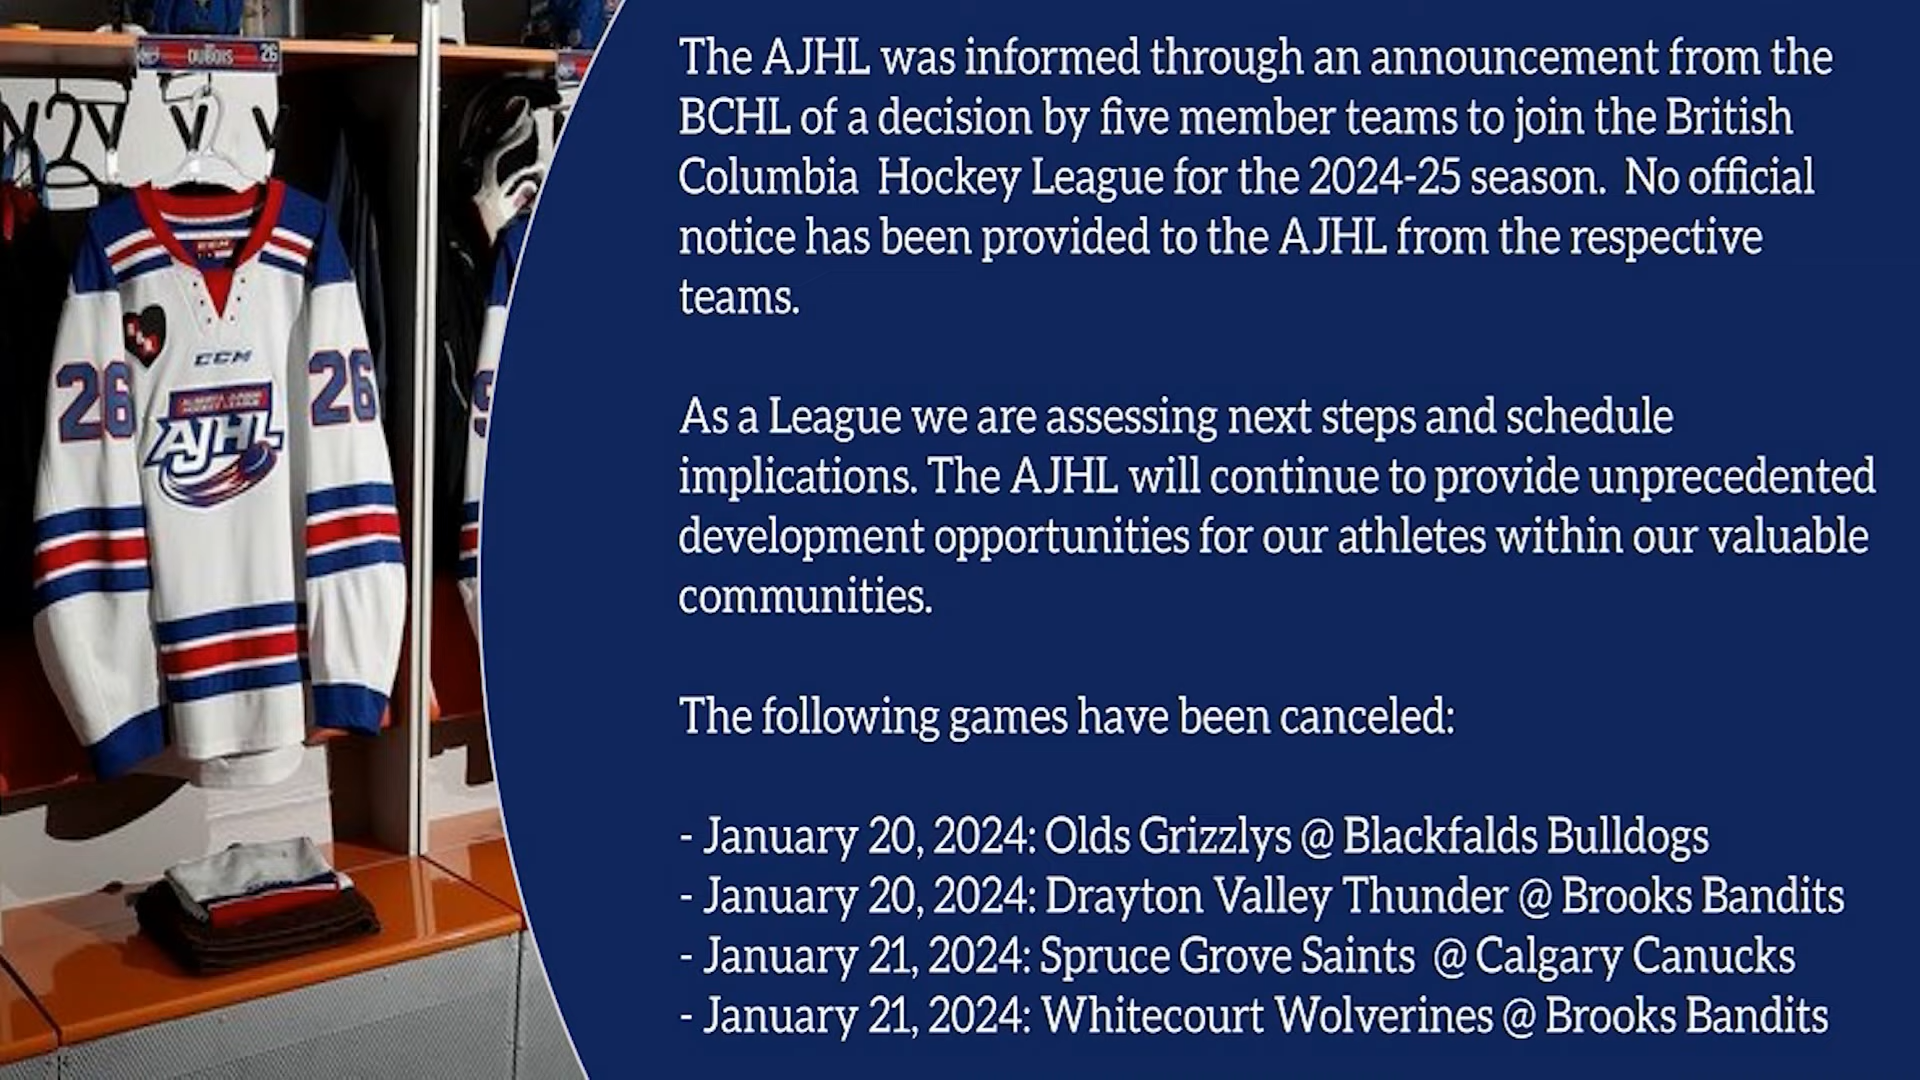 DUBOIS 26
CCM
26 26
CCM
AJHL
The AJHL was informed through an announcement from the
BCHL of a decision by five member teams to join the British
Columbia Hockey League for the 2024-25 season. No official
notice has been provided to the AJHL from the respective
teams.
As a League we are assessing next steps and schedule
implications. The AJHL will continue to provide unprecedented
development opportunities for our athletes within our valuable
communities.
The following games have been canceled:
- January 20, 2024: Olds Grizzlys @ Blackfalds Bulldogs
- January 20, 2024: Drayton Valley Thunder @ Brooks Bandits
- January 21, 2024: Spruce Grove Saints @ Calgary Canucks
- January 21, 2024: Whitecourt Wolverines @ Brooks Bandits